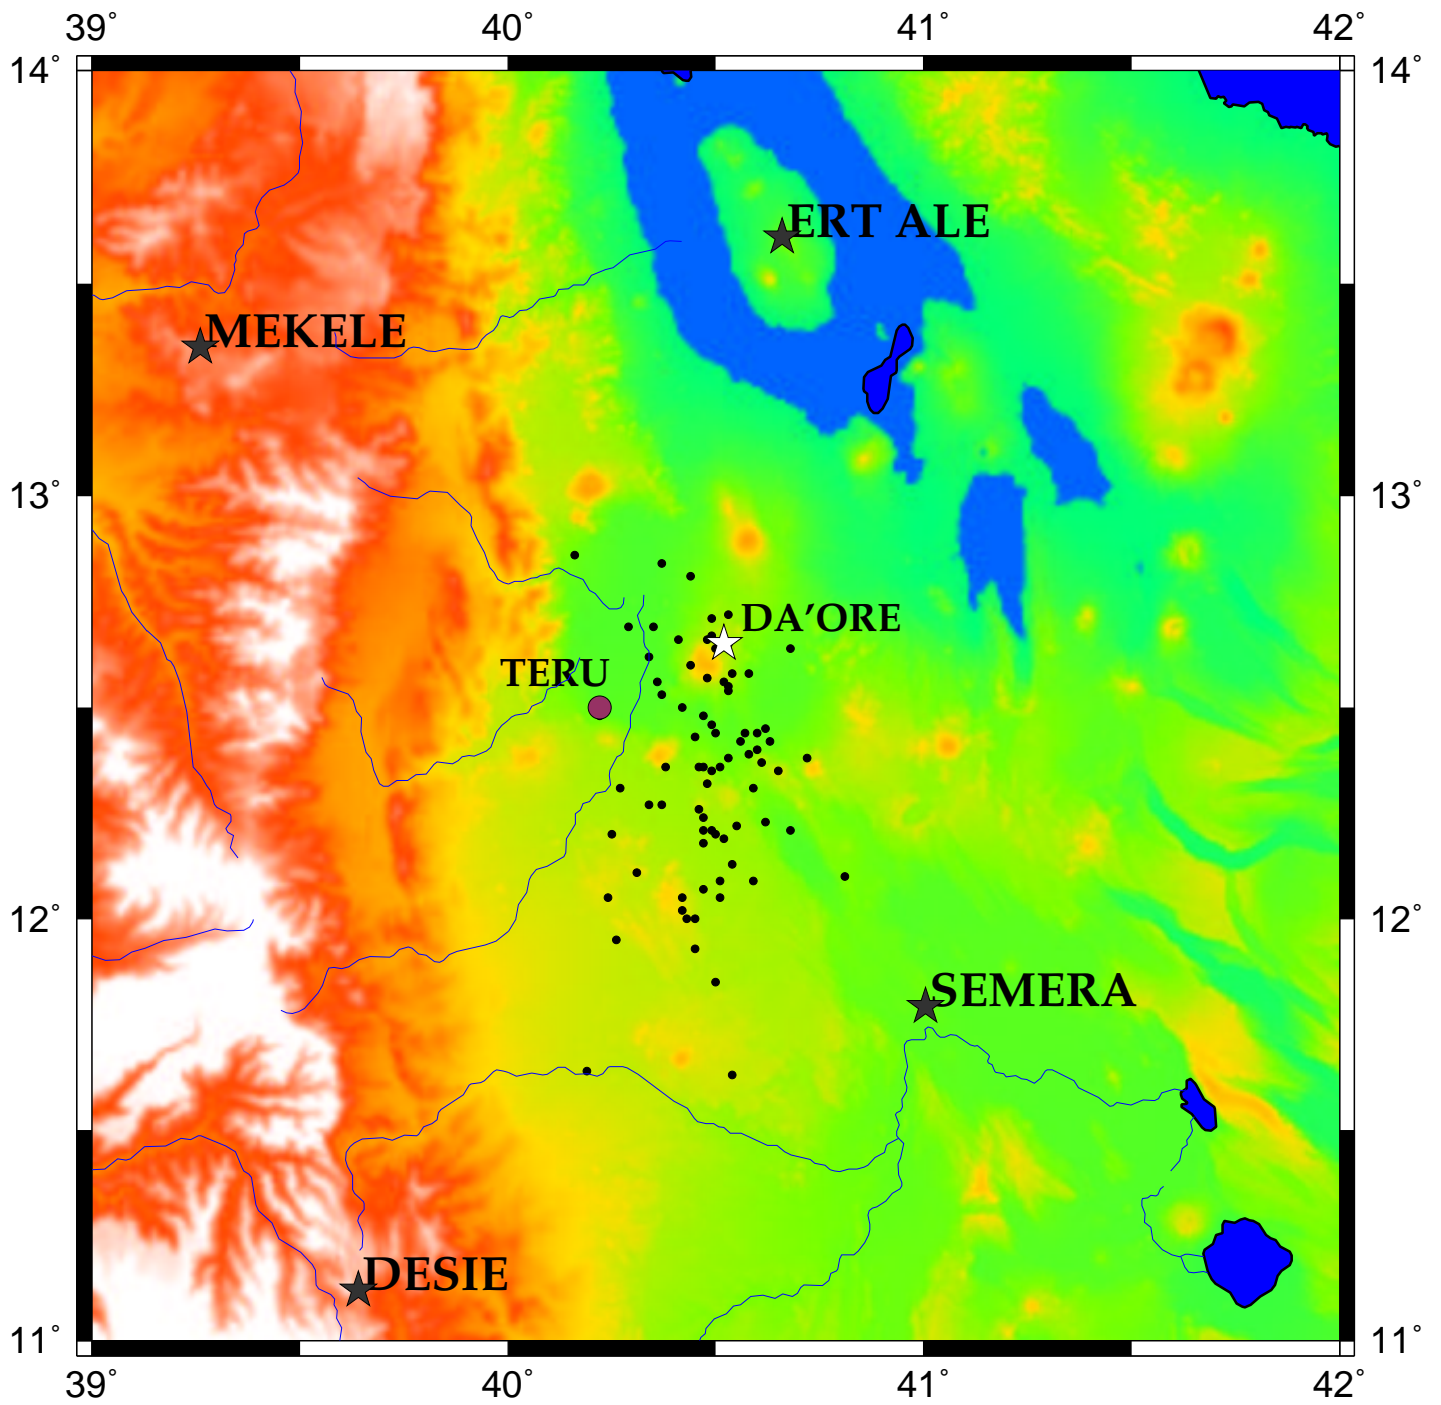 39˚ 40˚ 41˚ 42˚
14˚ 14˚
ERT ALE
MEKELE
13˚ 13˚
DA’ORE
TERU
12˚ 12˚
SEMERA
DESIE
11˚ 11˚
39˚ 40˚ 41˚ 42˚